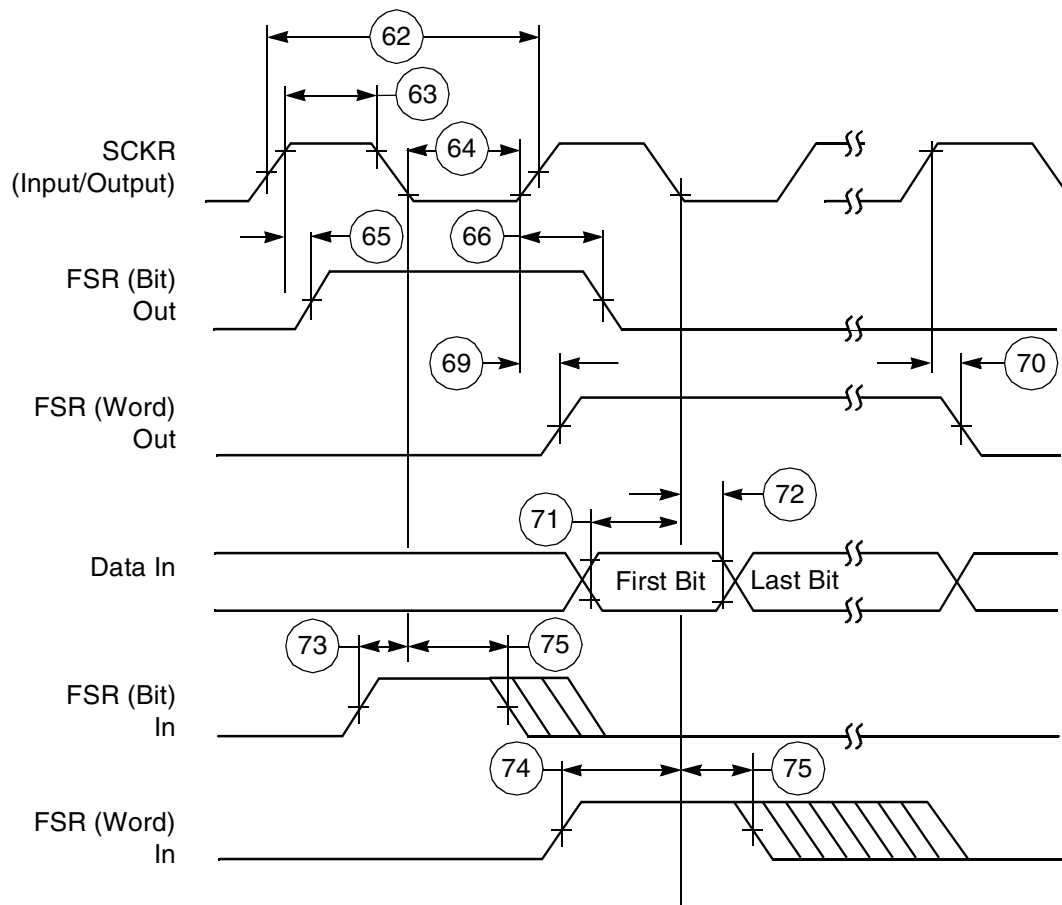 62
63
SCKR
(Input/Output)
64
65
66
FSR (Bit)
Out
69
70
FSR (Word)
Out
71
72
Data In
First Bit
Last Bit
73
75
FSR (Bit)
In
74
75
FSR (Word)
In